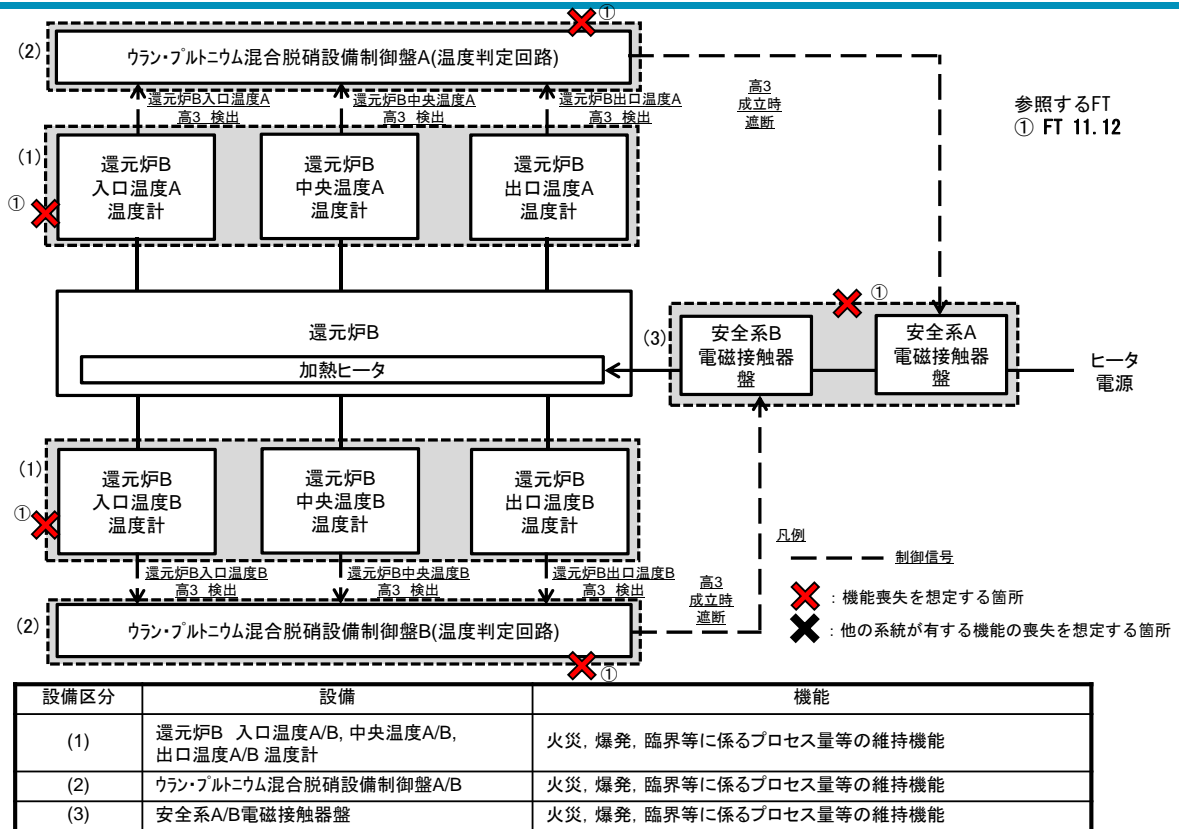 ①
(2)
ウラン・プルトニウム混合脱硝設備制御盤A(温度判定回路)
還元炉B入口温度A
高3 検出
還元炉B中央温度A
高3 検出
還元炉B出口温度A
高3 検出
高3
成立時
遮断
参照するFT
① FT 11.12
(1)
①
還元炉B
入口温度A
温度計
還元炉B
中央温度A
温度計
還元炉B
出口温度A
温度計
還元炉B
加熱ヒータ
①
(3)
安全系B
電磁接触器
盤
安全系A
電磁接触器
盤
ヒータ
電源
(1)
①
還元炉B
入口温度B
温度計
還元炉B
中央温度B
温度計
還元炉B
出口温度B
温度計
還元炉B入口温度B
高3 検出
還元炉B中央温度B
高3 検出
還元炉B出口温度B
高3 検出
高3
成立時
遮断
(2)
ウラン・プルトニウム混合脱硝設備制御盤B(温度判定回路)
①
凡例
制御信号
：機能喪失を想定する箇所
：他の系統が有する機能の喪失を想定する箇所
設備区分 設備 機能
(1) 還元炉B 入口温度A/B, 中央温度A/B, 火災, 爆発, 臨界等に係るプロセス量等の維持機能
出口温度A/B 温度計
(2) ウラン・プルトニウム混合脱硝設備制御盤A/B 火災, 爆発, 臨界等に係るプロセス量等の維持機能
(3) 安全系A/B電磁接触器盤 火災, 爆発, 臨界等に係るプロセス量等の維持機能